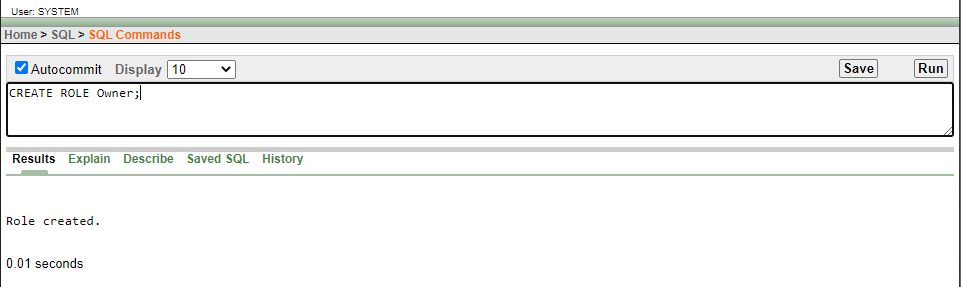 User: SYSTEM
Home > SQL > SQL Commands
Autocommit Display 10 Save Run
CREATE ROLE Owner;
Results Explain Describe Saved SQL History
Role created.
0.01 seconds